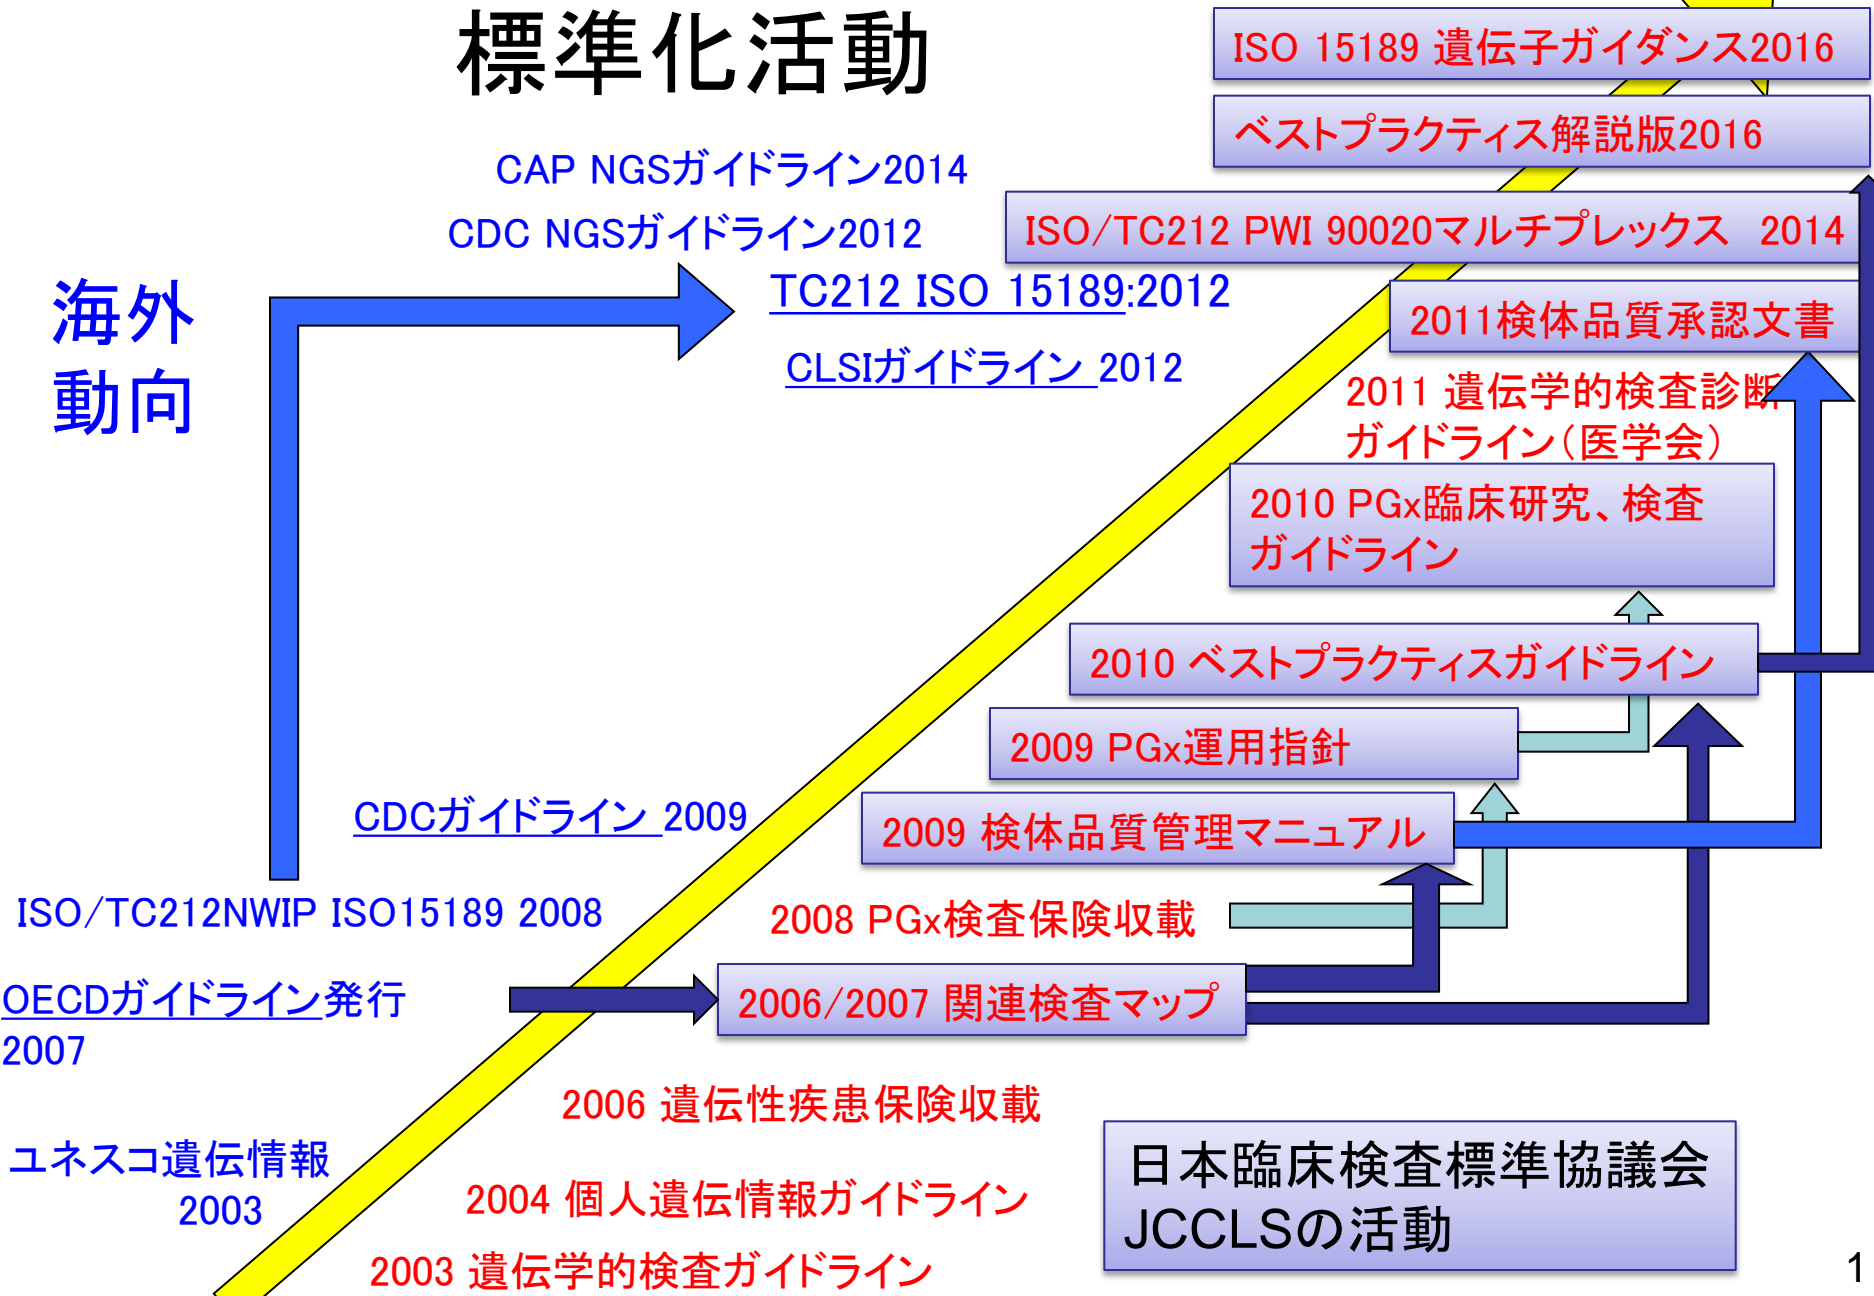 標準化活動
ISO 15189 遺伝子ガイダンス2016
ベストプラクティス解説版2016
CAP NGSガイドライン2014
CDC NGSガイドライン2012
ISO/TC212 PWI 90020マルチプレックス 2014
海外
動向
TC212 ISO 15189:2012
2011検体品質承認文書
CLSIガイドライン 2012
2011 遺伝学的検査診断
ガイドライン(医学会)
2010 PGx臨床研究、検査
ガイドライン
2010 ベストプラクティスガイドライン
2009 PGx運用指針
CDCガイドライン 2009
2009 検体品質管理マニュアル
ISO/TC212NWIP ISO15189 2008
2008 PGx検査保険収載
OECDガイドライン発行
2007
2006/2007 関連検査マップ
2006 遺伝性疾患保険収載
ユネスコ遺伝情報
2003
2004 個人遺伝情報ガイドライン
2003 遺伝学的検査ガイドライン
日本臨床検査標準協議会
JCCLSの活動
1